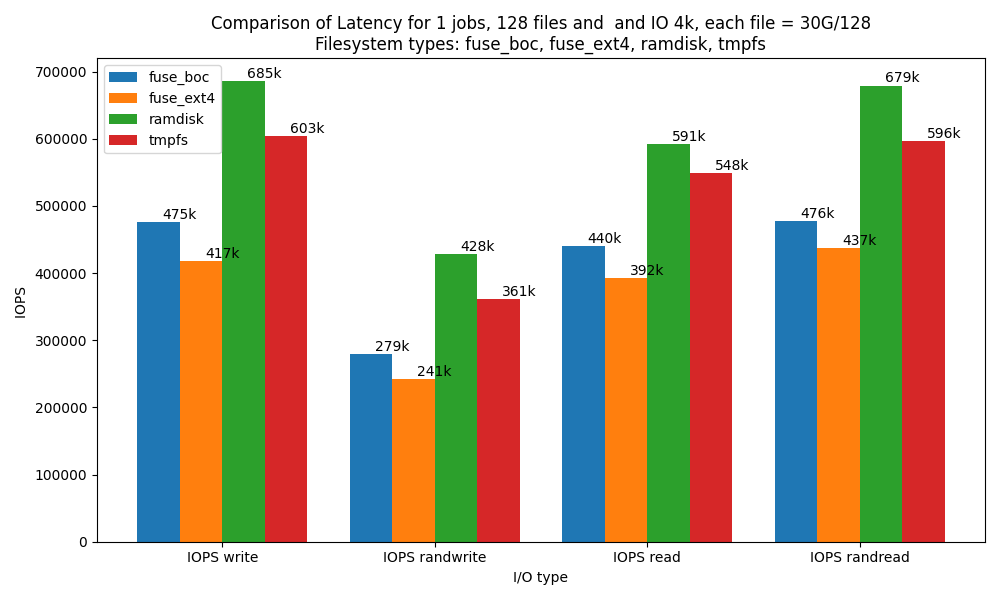 Comparison of Latency for 1 jobs, 128 files and  and IO 4k, each file = 30G/128
Filesystem types: fuse_boc, fuse_ext4, ramdisk, tmpfs
fuse_boc
fuse_ext4
ramdisk
tmpfs
700000
600000
500000
400000
300000
200000
100000
0
IOPS
475k
417k
685k
603k
279k
241k
428k
361k
440k
392k
591k
548k
476k
437k
679k
596k
IOPS write
IOPS randwrite
IOPS read
IOPS randread
I/O type